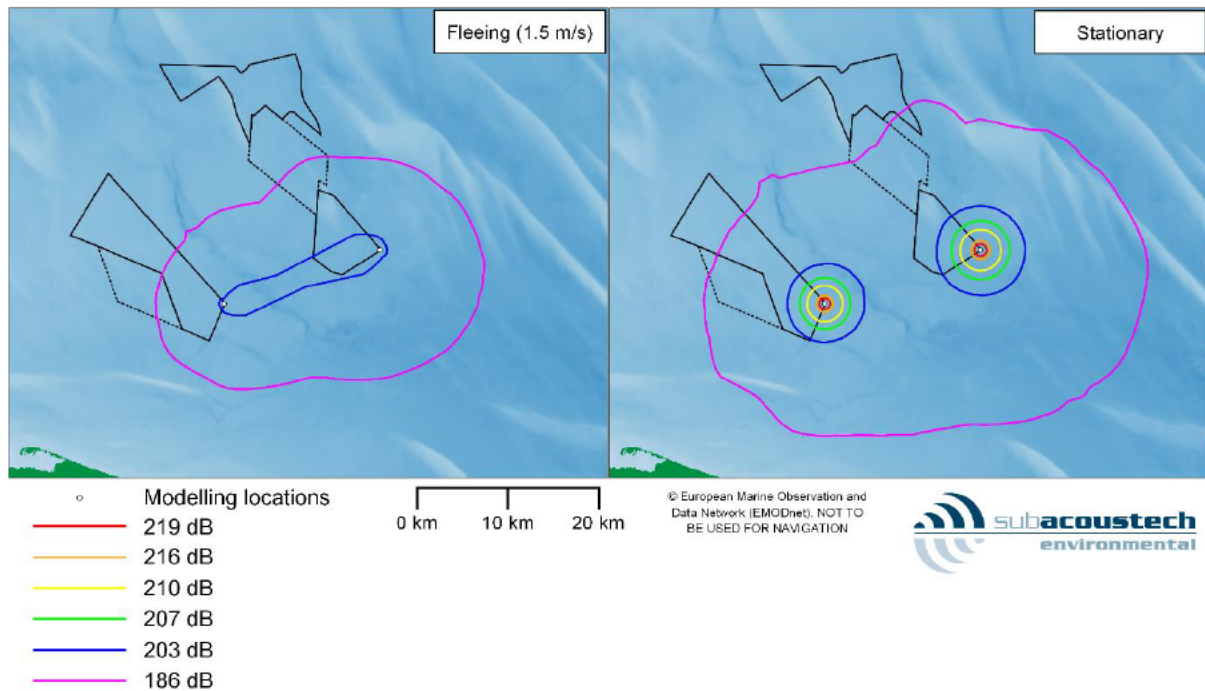 Fleeing (1.5 m/s)
Stationary
Modelling locations
219 dB
216 dB
210 dB
207 dB
203 dB
186 dB
0 km 10 km 20 km
© European Marine Observation and
Data Network (EMODnet). NOT TO
BE USED FOR NAVIGATION
subacoustech
environmental